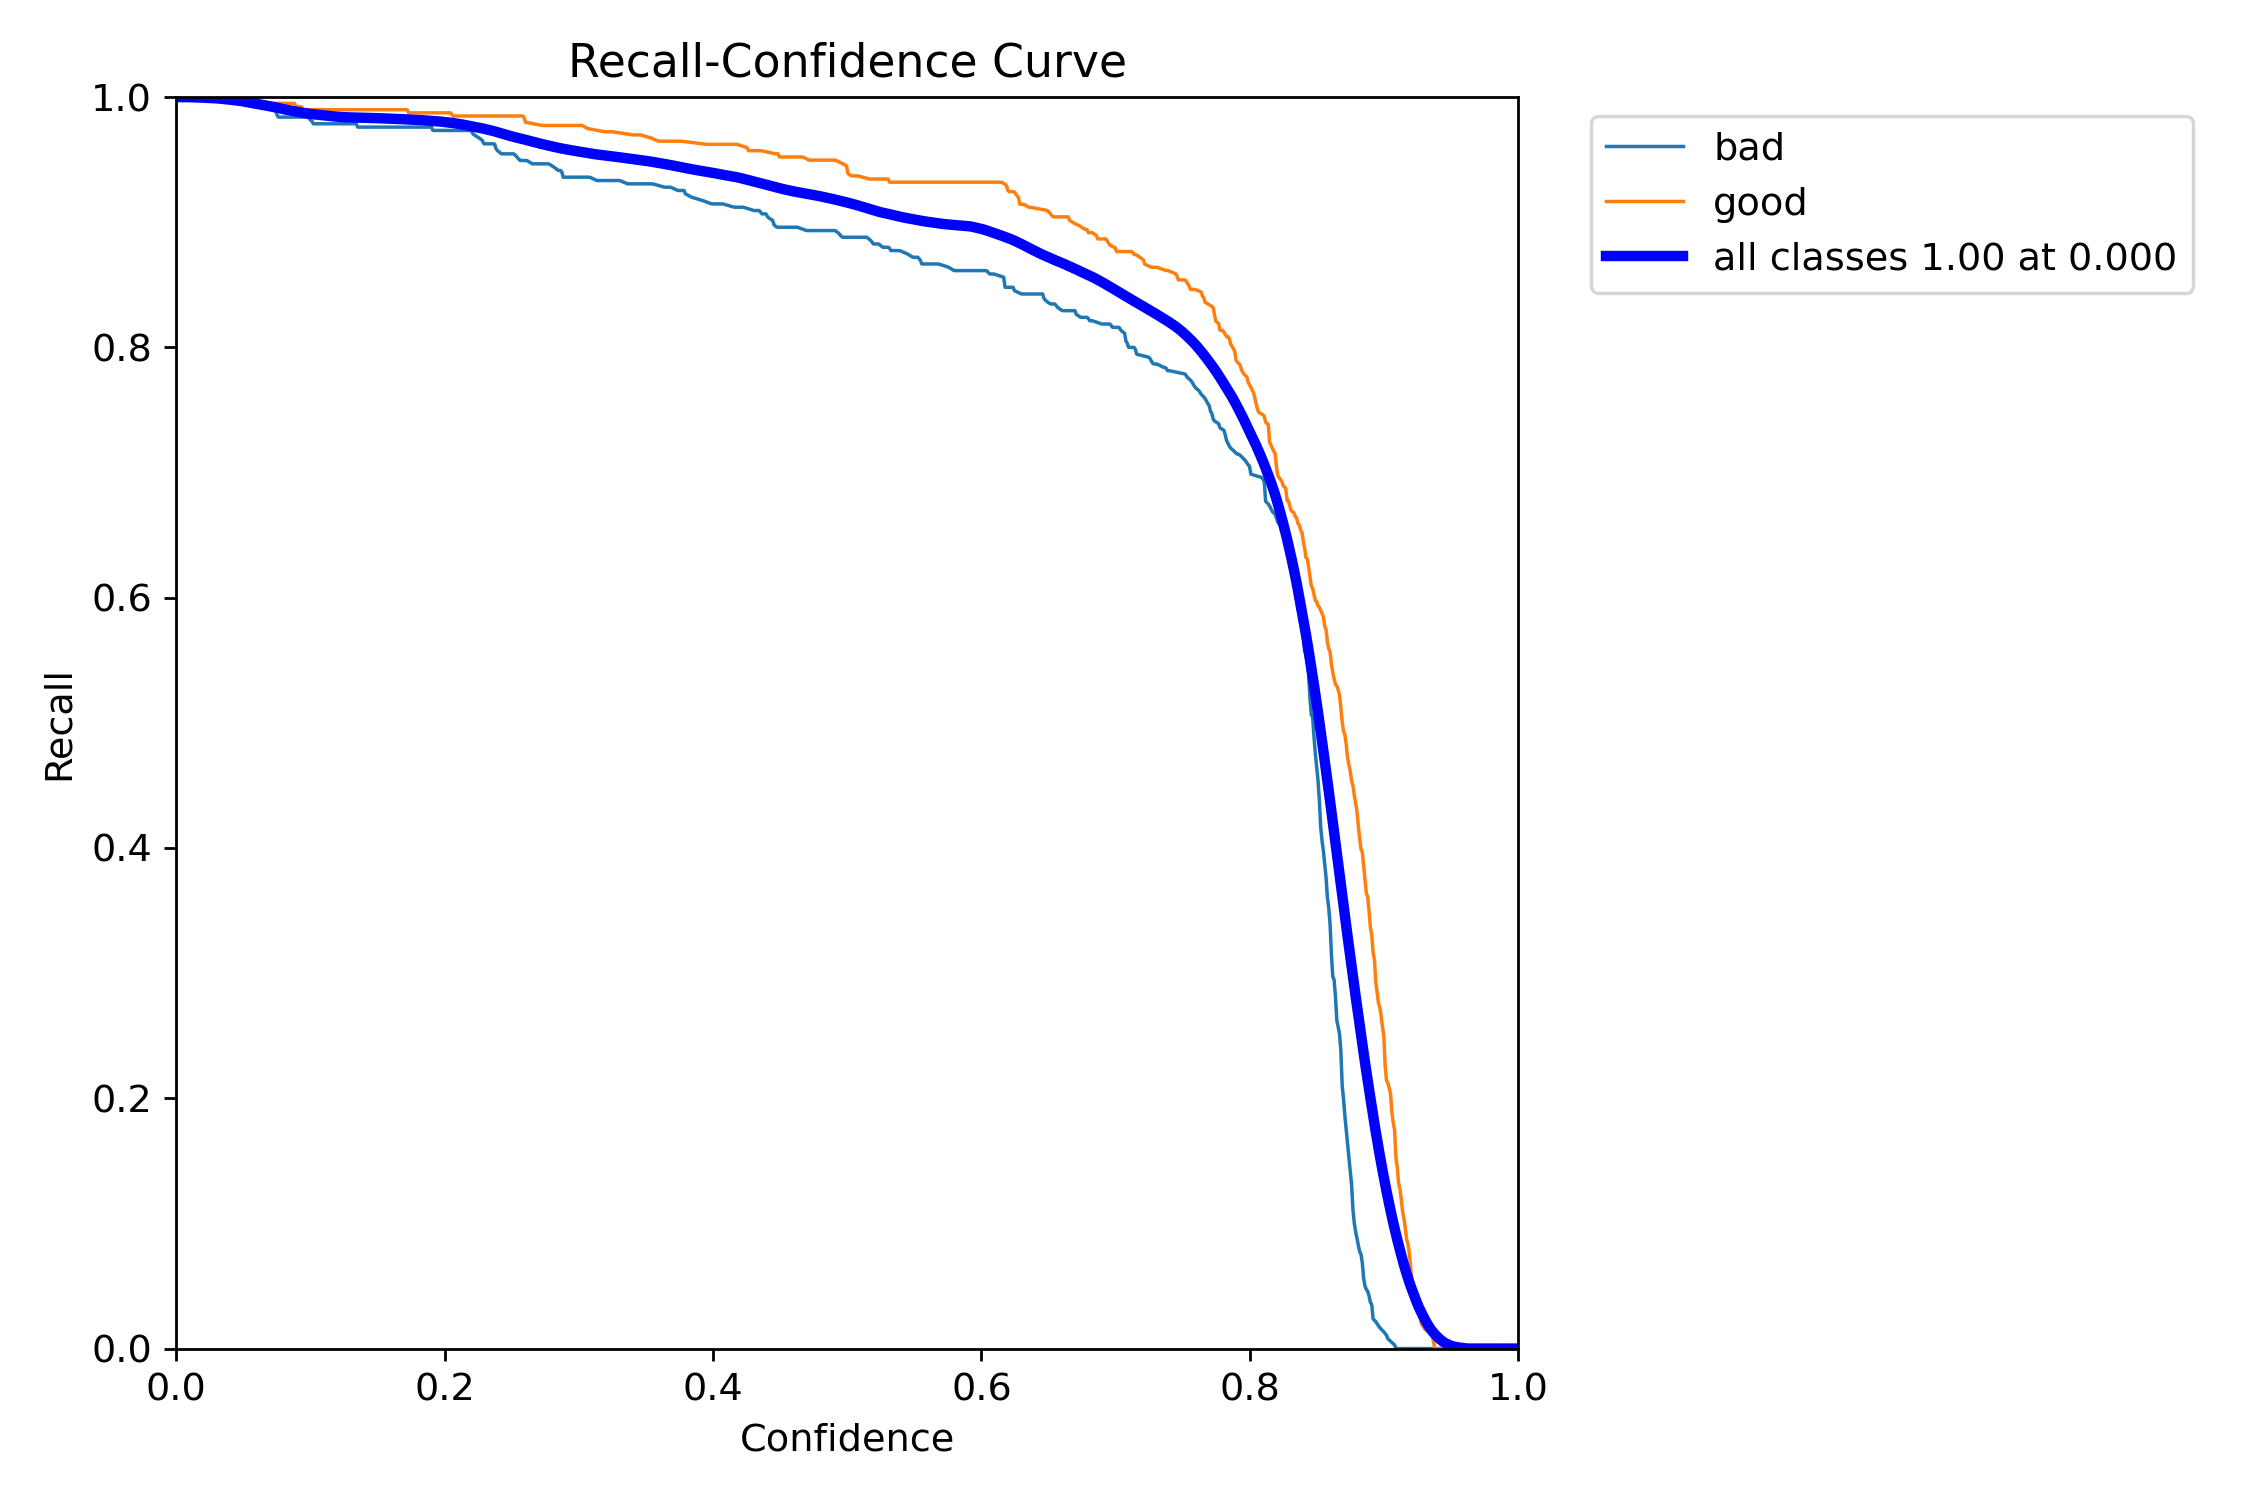 Recall-Confidence Curve
1.0
0.8
0.6
0.4
0.2
0.0
Recall
0.0 0.2 0.4 0.6 0.8 1.0
Confidence
bad
good
all classes 1.00 at 0.000